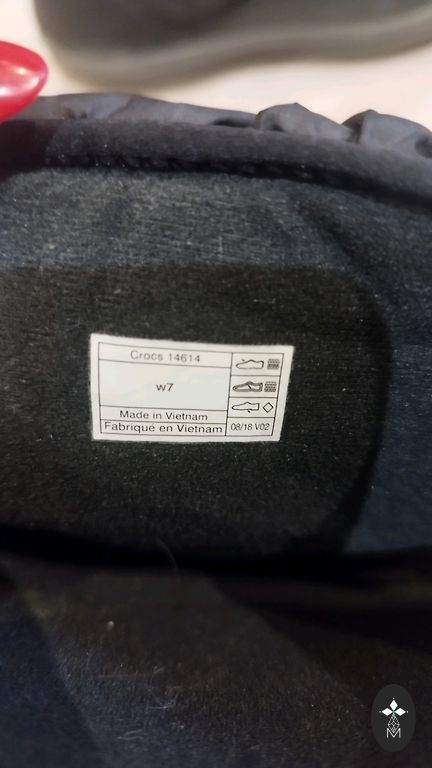 Crocs 14614
w7
Made in Vietnam
Fabriqué en Vietnam
08/18 V02
M